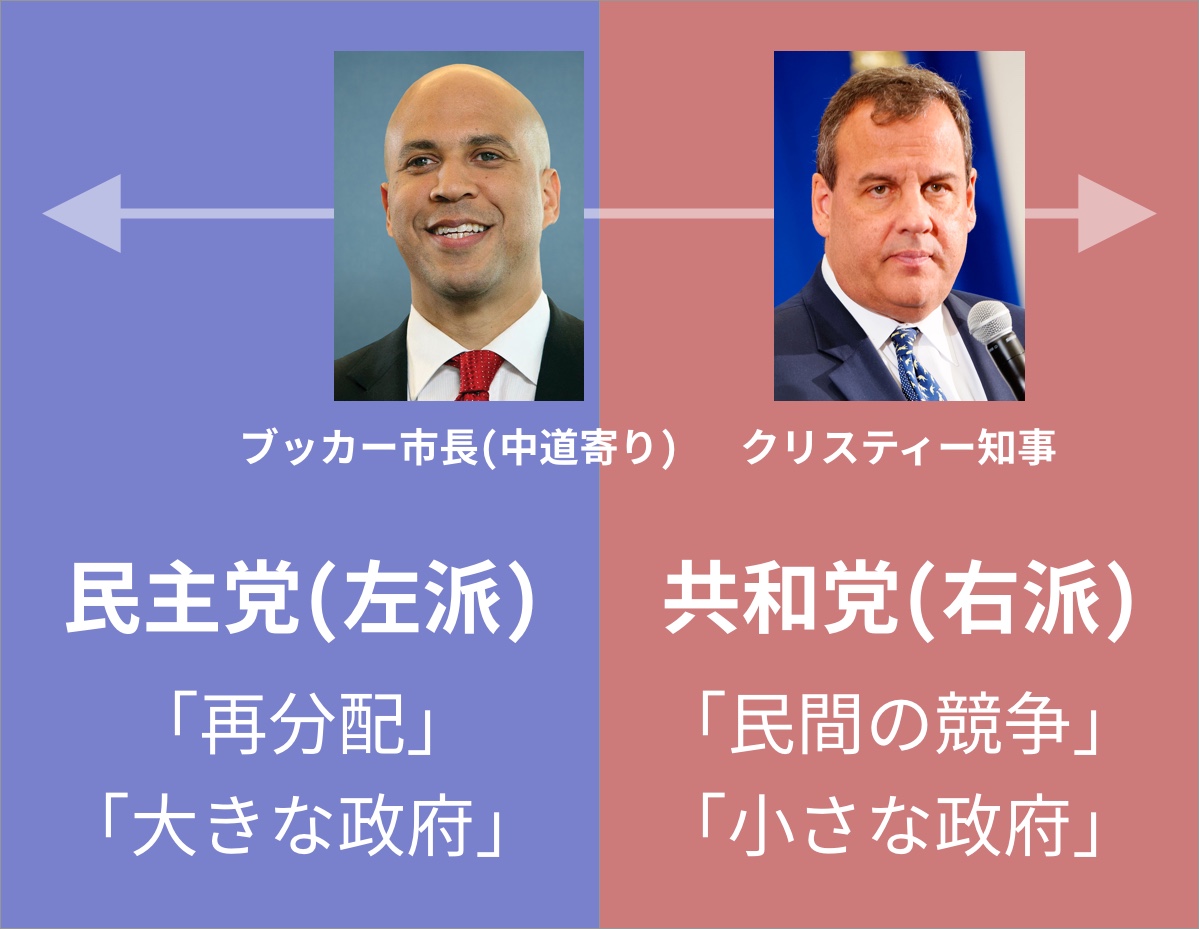 ブッカー市長(中道寄り)
クリスティー知事
民主党(左派)
「再分配」
「大きな政府」
共和党(右派)
「民間の競争」
「小さな政府」